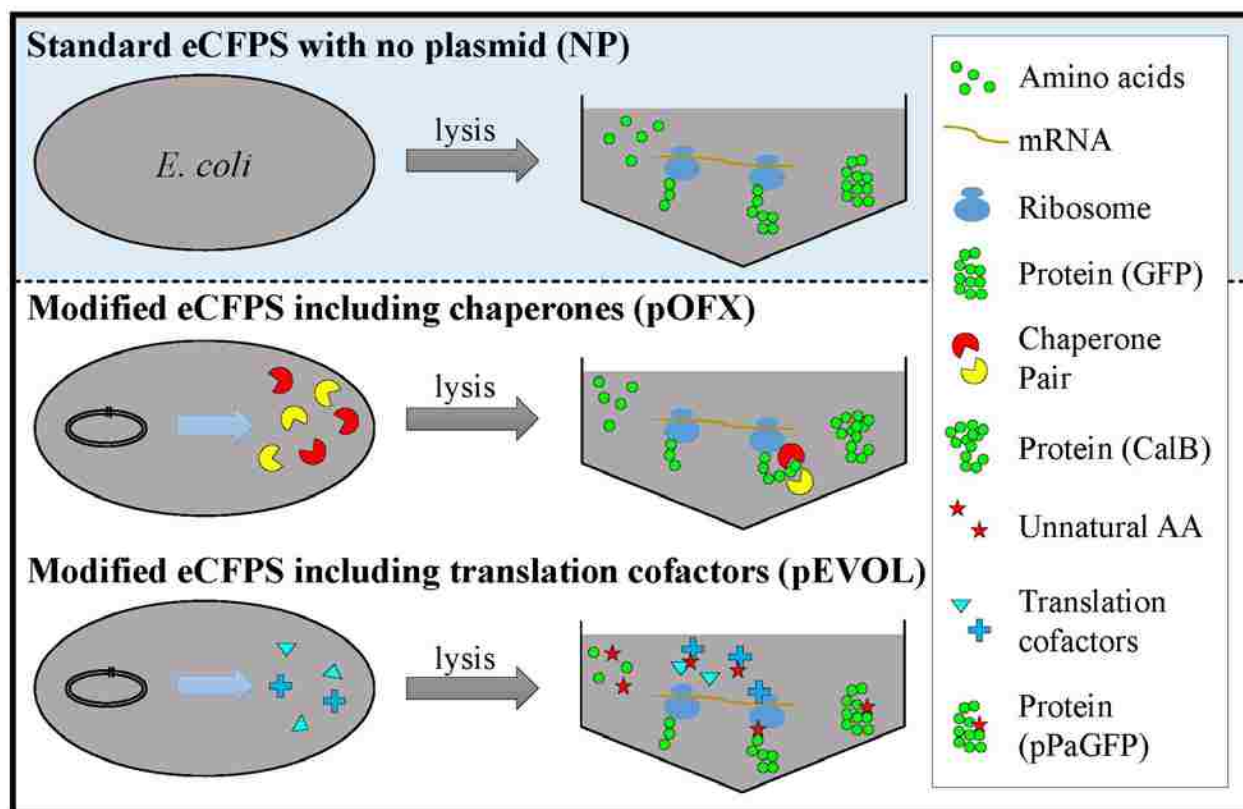 Standard eCFPS with no plasmid (NP)
E. coli
lysis
Modified eCFPS including chaperones (pOFX)
lysis
Modified eCFPS including translation cofactors (pEVOL)
lysis
Amino acids
mRNA
Ribosome
Protein (GFP)
Chaperone
Pair
Protein (CalB)
Unnatural AA
Translation
cofactors
Protein
(pPaGFP)